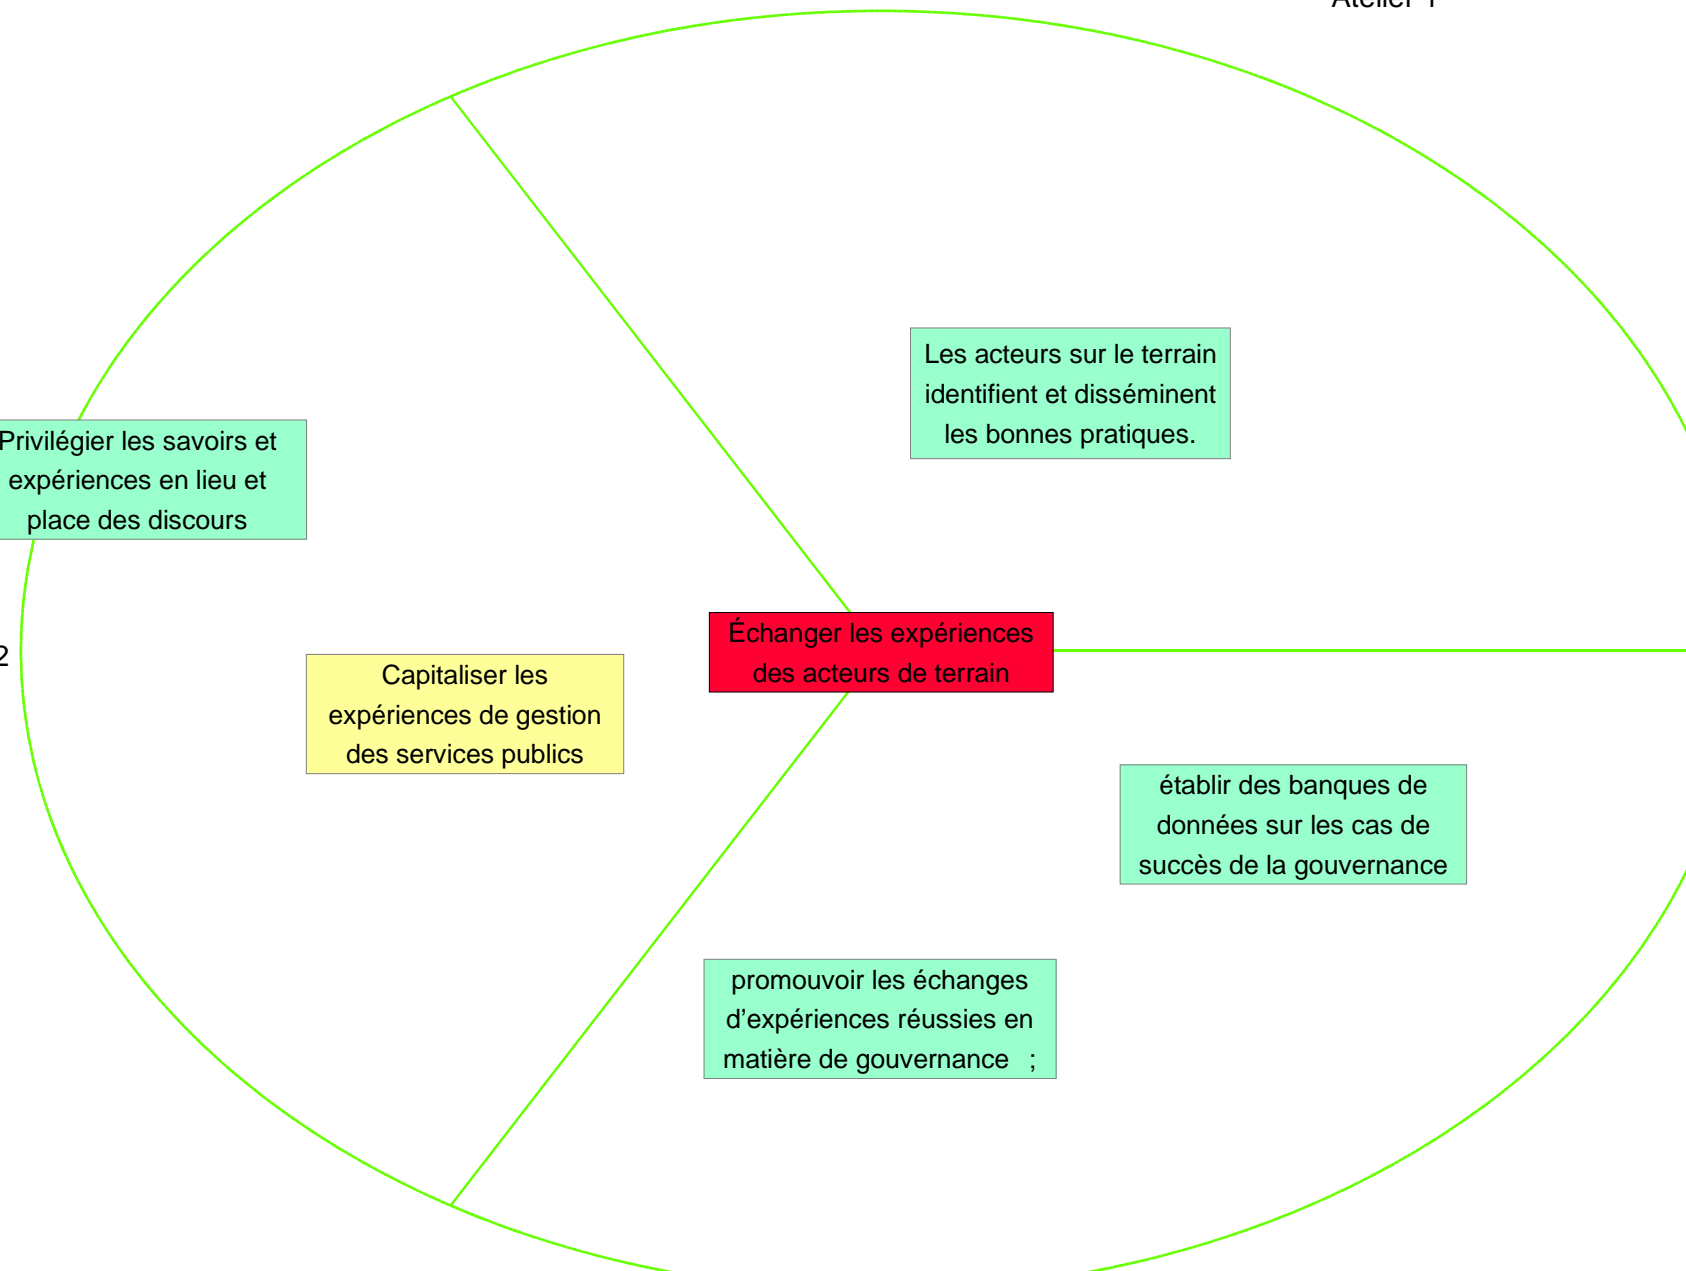 Les acteurs sur le terrain
identifient et disséminent
les bonnes pratiques.
Privilégier les savoirs et
expériences en lieu et
place des discours
Échanger les expériences
des acteurs de terrain
2
Capitaliser les
expériences de gestion
des services publics
établir des banques de
données sur les cas de
succès de la gouvernance
promouvoir les échanges
d’expériences réussies en
matière de gouvernance ;